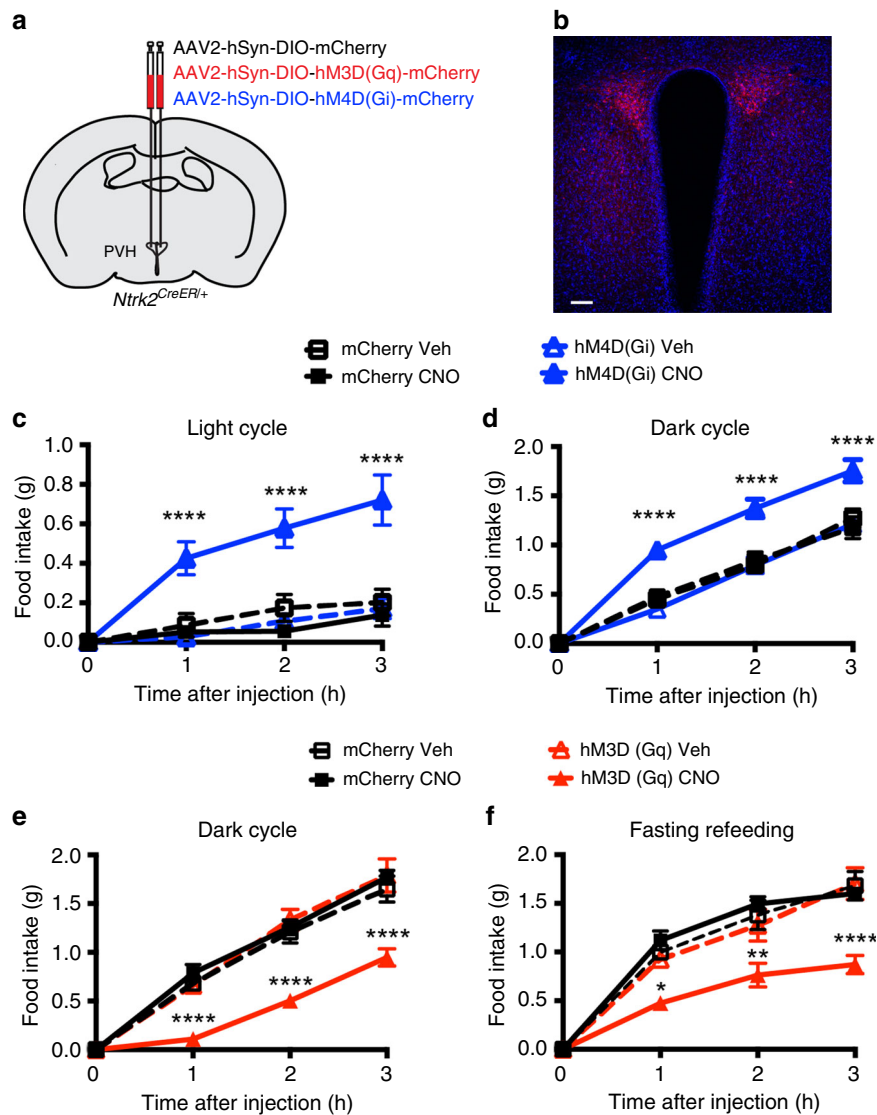 a
AAV2-hSyn-DIO-mCherry
AAV2-hSyn-DIO-hM3D(Gq)-mCherry
AAV2-hSyn-DIO-hM4D(Gi)-mCherry
PVH
Ntrk2CreER/+
b
mCherry Veh
mCherry CNO
hM4D(Gi) Veh
hM4D(Gi) CNO
c
Light cycle
Food intake (g)
1.0
0.8
0.6
0.4
0.2
0.0
****
****
****
0
1
2
3
Time after injection (h)
d
Dark cycle
Food intake (g)
2.0
1.5
1.0
0.5
0.0
****
****
****
0
1
2
3
Time after injection (h)
mCherry Veh
mCherry CNO
hM3D (Gq) Veh
hM3D (Gq) CNO
e
Dark cycle
Food intake (g)
2.0
1.5
1.0
0.5
0.0
****
****
****
0
1
2
3
Time after injection (h)
f
Fasting refeeding
Food intake (g)
2.0
1.5
1.0
0.5
0.0
*
**
****
0
1
2
3
Time after injection (h)